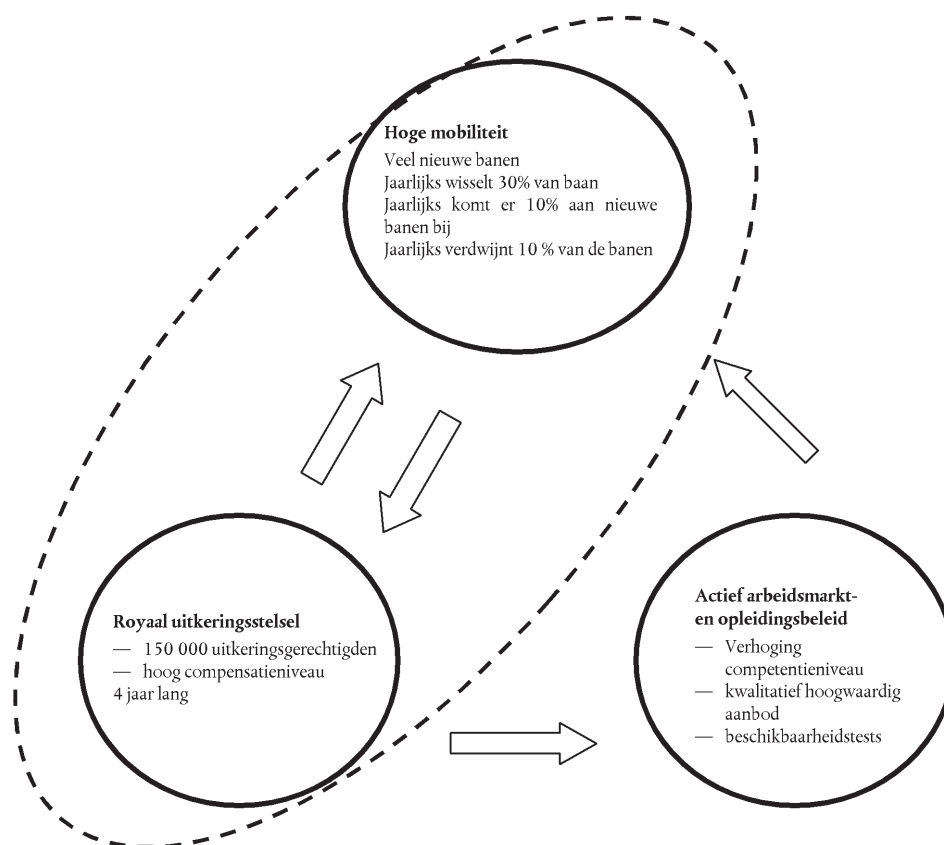 Hoge mobiliteit
Veel nieuwe banen
Jaarlijks wisselt 30% van baan
Jaarlijks komt er 10% aan nieuwe
banen bij
Jaarlijks verdwijnt 10 % van de banen
Royaal uitkeringsstelsel
— 150 000 uitkeringsgerechtigden
— hoog compensatieniveau
4 jaar lang
Actief arbeidsmarkt-
en opleidingsbeleid
— Verhoging
competentieniveau
— kwalitatief hoogwaardig
aanbod
— beschikbaarheidstests